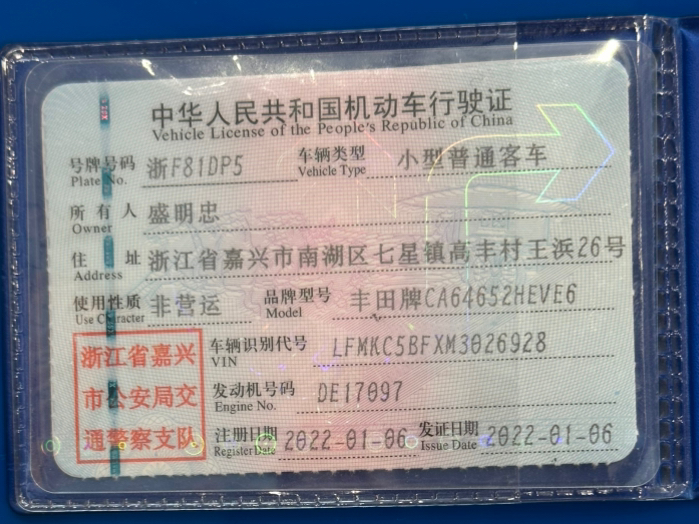 中华人民共和国机动车行驶证
Vehicle License of the People's Republic of China
号牌号码 浙F81DP5 车辆类型 小型普通客车
Plate No. Vehicle Type
所有人 盛明忠
Owner
住址 浙江省嘉兴市南湖区七星镇高丰村王浜26号
Address
使用性质 非营运 品牌型号 丰田牌CA64652HEVE6
Use Character Model
浙江省嘉兴
市公安局交
通警察支队
车辆识别代号 LFMKC5BFXM3026928
VIN
发动机号码 DE17097
Engine No.
注册日期 2022-01-06 发证日期 2022-01-06
Register Date Issue Date